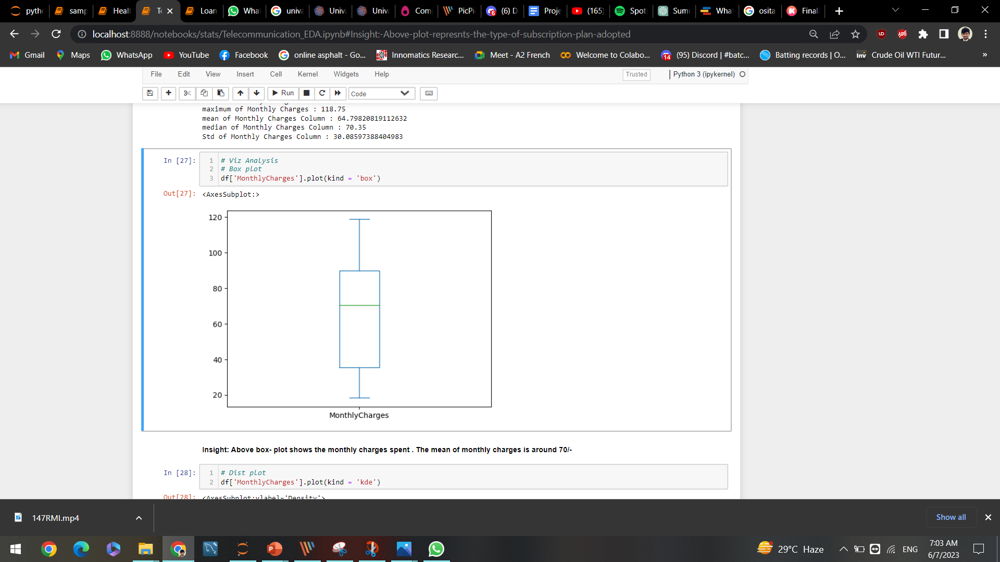 pytho
samp
Healt
Te
Loan
What
univa
Univa
Univa
Com
PicPi
(6) D
Proje
(165)
Spoti
Sum
Wha
osita
Final
localhost:8888/notebooks/stats/Telecommunication_EDA.ipynb#Insight:-Above-plot-represnts-the-type-of-subscription-plan-adopted
Gmail
Maps
WhatsApp
YouTube
Facebook
online asphalt - Go...
Innomatics Researc...
Meet - A2 French
Welcome to Colabo...
(95) Discord | #batc...
Batting records | O...
Crude Oil WTI Futur...
File Edit View Insert Cell Kernel Widgets Help
Trusted
Python 3 (ipykernel)
Run
Code
maximum of Monthly Charges : 118.75
mean of Monthly Charges Column : 64.79820819112632
median of Monthly Charges Column : 70.35
Std of Monthly Charges Column : 30.08597388404983
In [27]:
1 # Viz Analysis
2 # Box plot
3 df['MonthlyCharges'].plot(kind = 'box')
Out[27]: <AxesSubplot:>
120
100
80
60
40
20
MonthlyCharges
Insight: Above box- plot shows the monthly charges spent . The mean of monthly charges is around 70/-
In [28]:
1 # Dist plot
2 df['MonthlyCharges'].plot(kind = 'kde')
Out[28]: <AxesSubplot:ylabel='Density'>
147RMI.mp4
Show all
29°C Haze
ENG
7:03 AM
6/7/2023